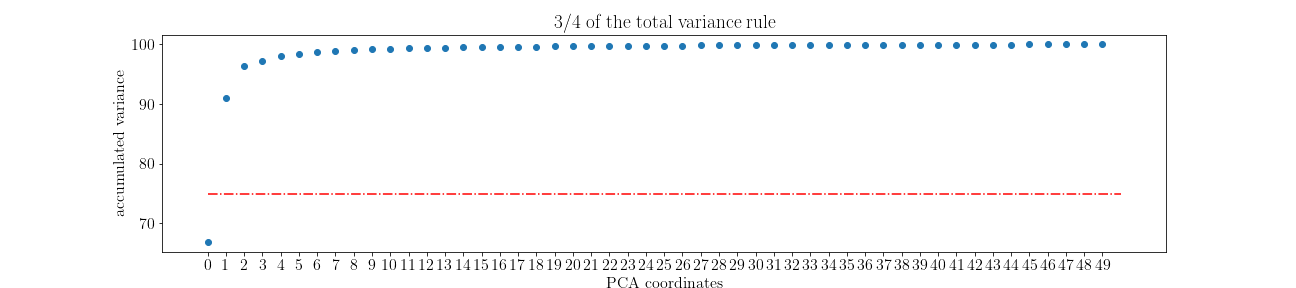 3/4 of the total variance rule
accumulated variance
100
90
80
70
0 1 2 3 4 5 6 7 8 9 10 11 12 13 14 15 16 17 18 19 20 21 22 23 24 25 26 27 28 29 30 31 32 33 34 35 36 37 38 39 40 41 42 43 44 45 46 47 48 49
PCA coordinates